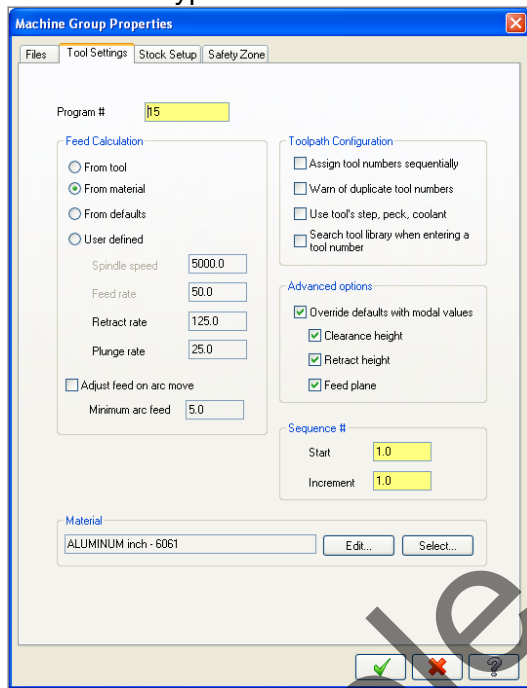 Machine Group Properties
Files Tool Settings Stock Setup Safety Zone
Program # 15
Feed Calculation
From tool
From material
From defaults
User defined
Spindle speed 5000.0
Feed rate 50.0
Retract rate 125.0
Plunge rate 25.0
Adjust feed on arc move
Minimum arc feed 5.0
Toolpath Configuration
Assign tool numbers sequentially
Warn of duplicate tool numbers
Use tool's step, peck, coolant
Search tool library when entering a
tool number
Advanced options
Override defaults with modal values
Clearance height
Retract height
Feed plane
Sequence #
Start 1.0
Increment 1.0
Material
ALUMINUM inch - 6061 Edit... Select...